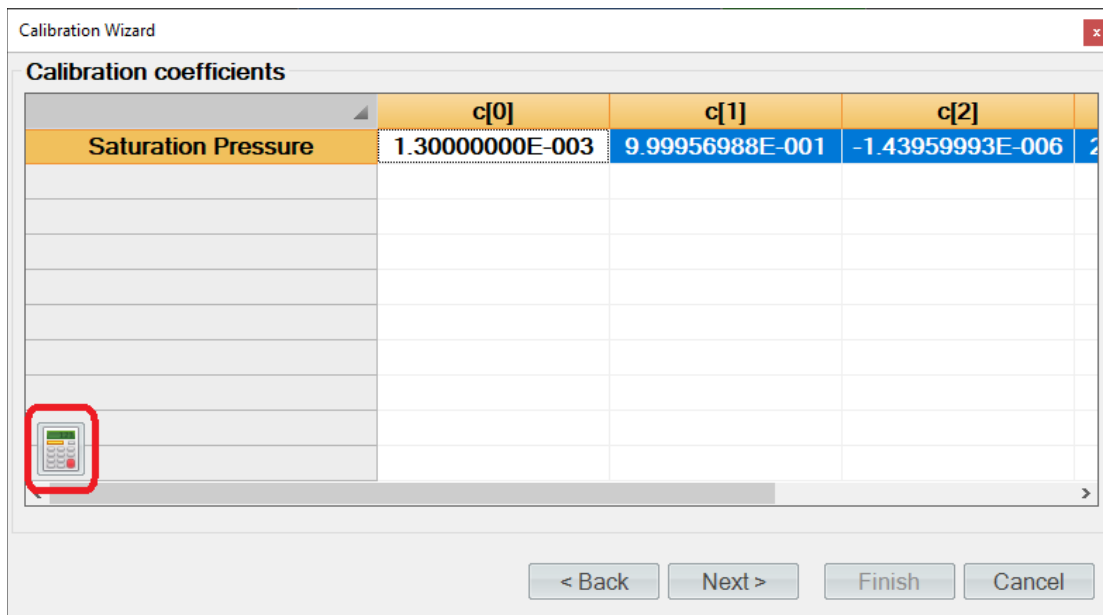 Calibration Wizard
x
Calibration coefficients
c[0] c[1] c[2]
Saturation Pressure 1.30000000E-003 9.99956988E-001 -1.43959993E-006 2
< >
< Back Next > Finish Cancel